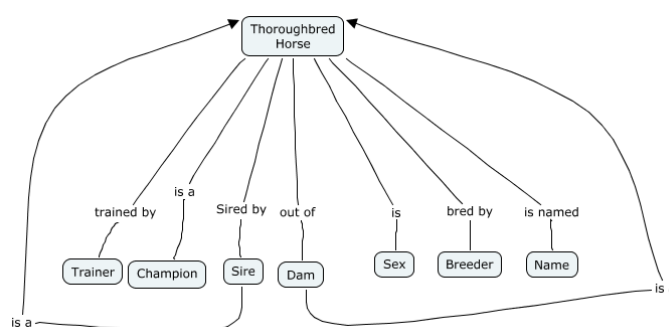 Thoroughbred
Horse
is a
trained by
Sired by
out of
is
bred by
is named
Trainer
Champion
Sire
Dam
Sex
Breeder
Name
is a
is